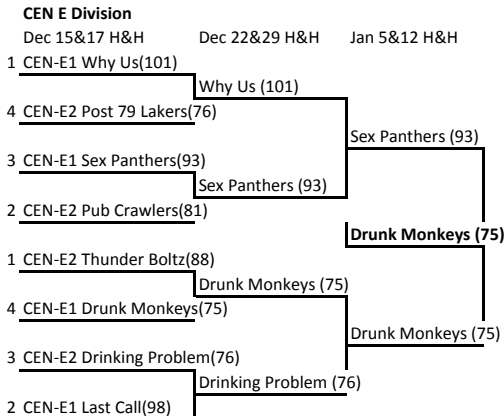 CEN E Division
Dec 15&17 H&H Dec 22&29 H&H Jan 5&12 H&H
1 CEN-E1 Why Us(101)
Why Us (101)
4 CEN-E2 Post 79 Lakers(76)
Sex Panthers (93)
3 CEN-E1 Sex Panthers(93)
Sex Panthers (93)
2 CEN-E2 Pub Crawlers(81)
Drunk Monkeys (75)
1 CEN-E2 Thunder Boltz(88)
Drunk Monkeys (75)
4 CEN-E1 Drunk Monkeys(75)
Drunk Monkeys (75)
3 CEN-E2 Drinking Problem(76)
Drinking Problem (76)
2 CEN-E1 Last Call(98)